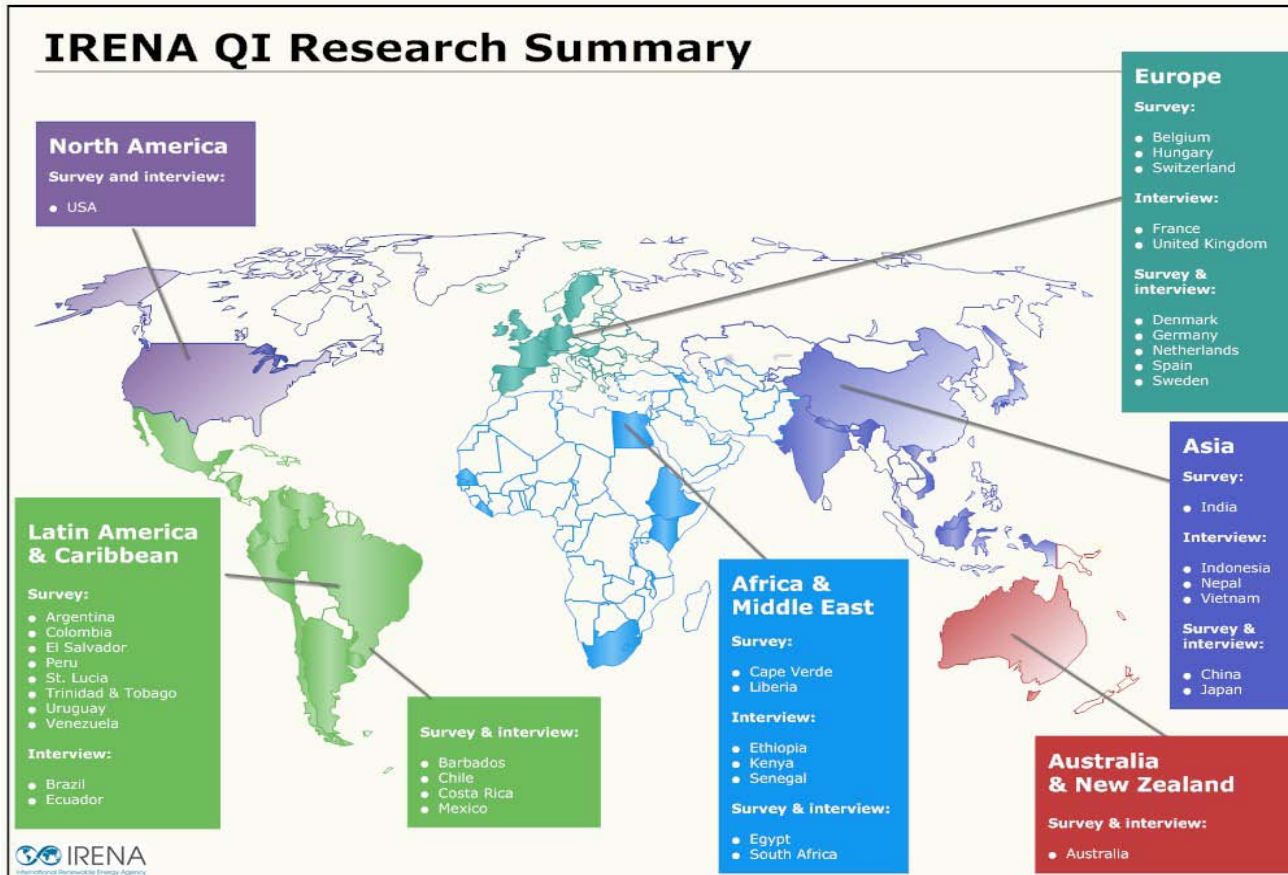 IRENA QI Research Summary
North America
Survey and interview:
• USA
Europe
Survey:
• Belgium
• Hungary
• Switzerland
Interview:
• France
• United Kingdom
Survey &
interview:
• Denmark
• Germany
• Netherlands
• Spain
• Sweden
Latin America
& Caribbean
Survey:
• Argentina
• Colombia
• El Salvador
• Peru
• St. Lucia
• Trinidad & Tobago
• Uruguay
• Venezuela
Interview:
• Brazil
• Ecuador
Survey & interview:
• Barbados
• Chile
• Costa Rica
• Mexico
Africa &
Middle East
Survey:
• Cape Verde
• Liberia
Interview:
• Ethiopia
• Kenya
• Senegal
Survey & interview:
• Egypt
• South Africa
Asia
Survey:
• India
Interview:
• Indonesia
• Nepal
• Vietnam
Survey &
interview:
• China
• Japan
Australia
& New Zealand
Survey & interview:
• Australia
IRENA
International Renewable Energy Agency